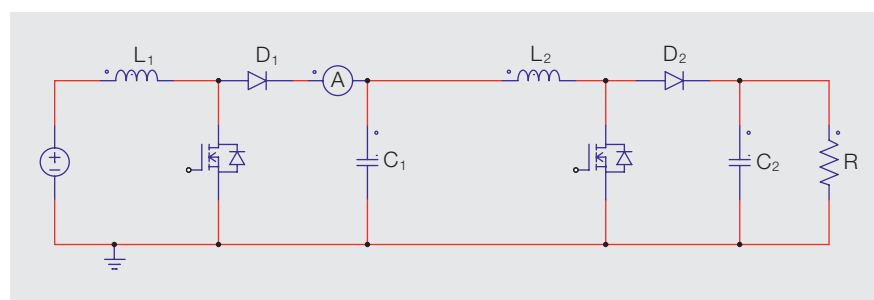 L₁
D₁
A
L₂
D₂
C₁
C₂
R